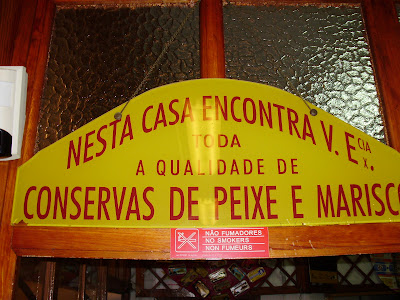 NESTA CASA ENCONTRA V. E.CIA X.
TODA
A QUALIDADE DE
CONSERVAS DE PEIXE E MARISCO
NÃO FUMADORES
NO SMOKERS
NON FUMEURS